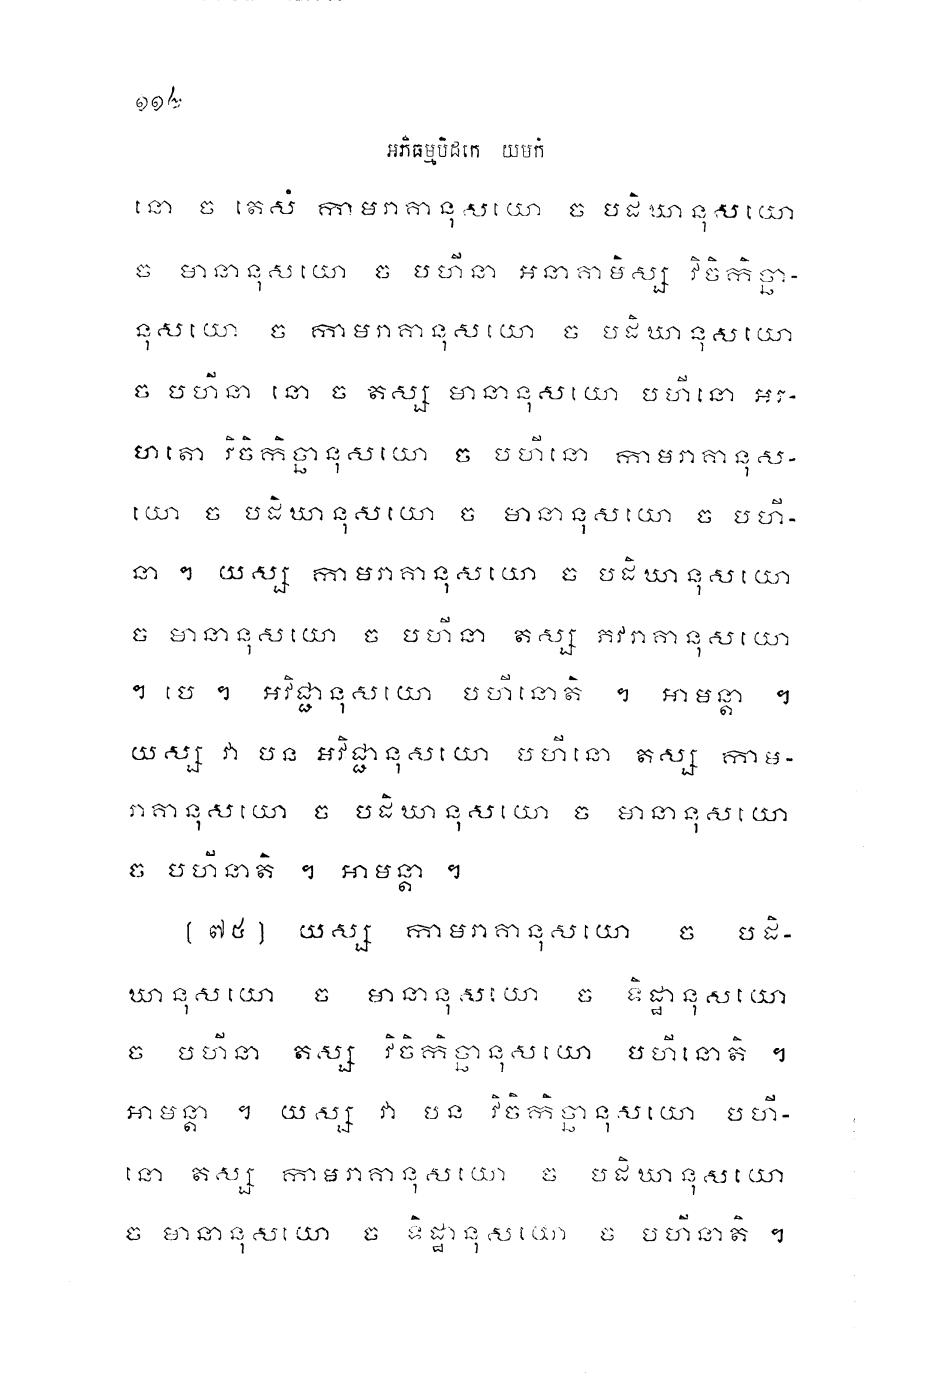 ១១៤
អភិធម្មបិដកេ យមកំ
នោ ច តេសំ កាមរាគានុសយោ ច បដិឃានុសយោ
ច មានានុសយោ ច បហីនា អនាគាមិស្ស វិចិកិច្ឆា-
នុសយោ ច កាមរាគានុសយោ ច បដិឃានុសយោ
ច បហីនា នោ ច តស្ស មានានុសយោ បហីនោ អរ-
ហតោ វិចិកិច្ឆានុសយោ ច បហីនោ កាមរាគានុស-
យោ ច បដិឃានុសយោ ច មានានុសយោ ច បហី-
នា ។ យស្ស កាមរាគានុសយោ ច បដិឃានុសយោ
ច មានានុសយោ ច បហីនា តស្ស ភវរាគានុសយោ
។ បេ ។ អវិជ្ជានុសយោ បហីនោតិ ។ អាមន្តា ។
យស្ស វា បន អវិជ្ជានុសយោ បហីនោ តស្ស កាម-
រាគានុសយោ ច បដិឃានុសយោ ច មានានុសយោ
ច បហីនាតិ ។ អាមន្តា ។
[៧៥] យស្ស កាមរាគានុសយោ ច បដិ-
ឃានុសយោ ច មានានុសយោ ច ទិដ្ឋានុសយោ
ច បហីនា តស្ស វិចិកិច្ឆានុសយោ បហីនោតិ ។
អាមន្តា ។ យស្ស វា បន វិចិកិច្ឆានុសយោ បហី-
នោ តស្ស កាមរាគានុសយោ ច បដិឃានុសយោ
ច មានានុសយោ ច ទិដ្ឋានុសយោ ច បហីនាតិ ។